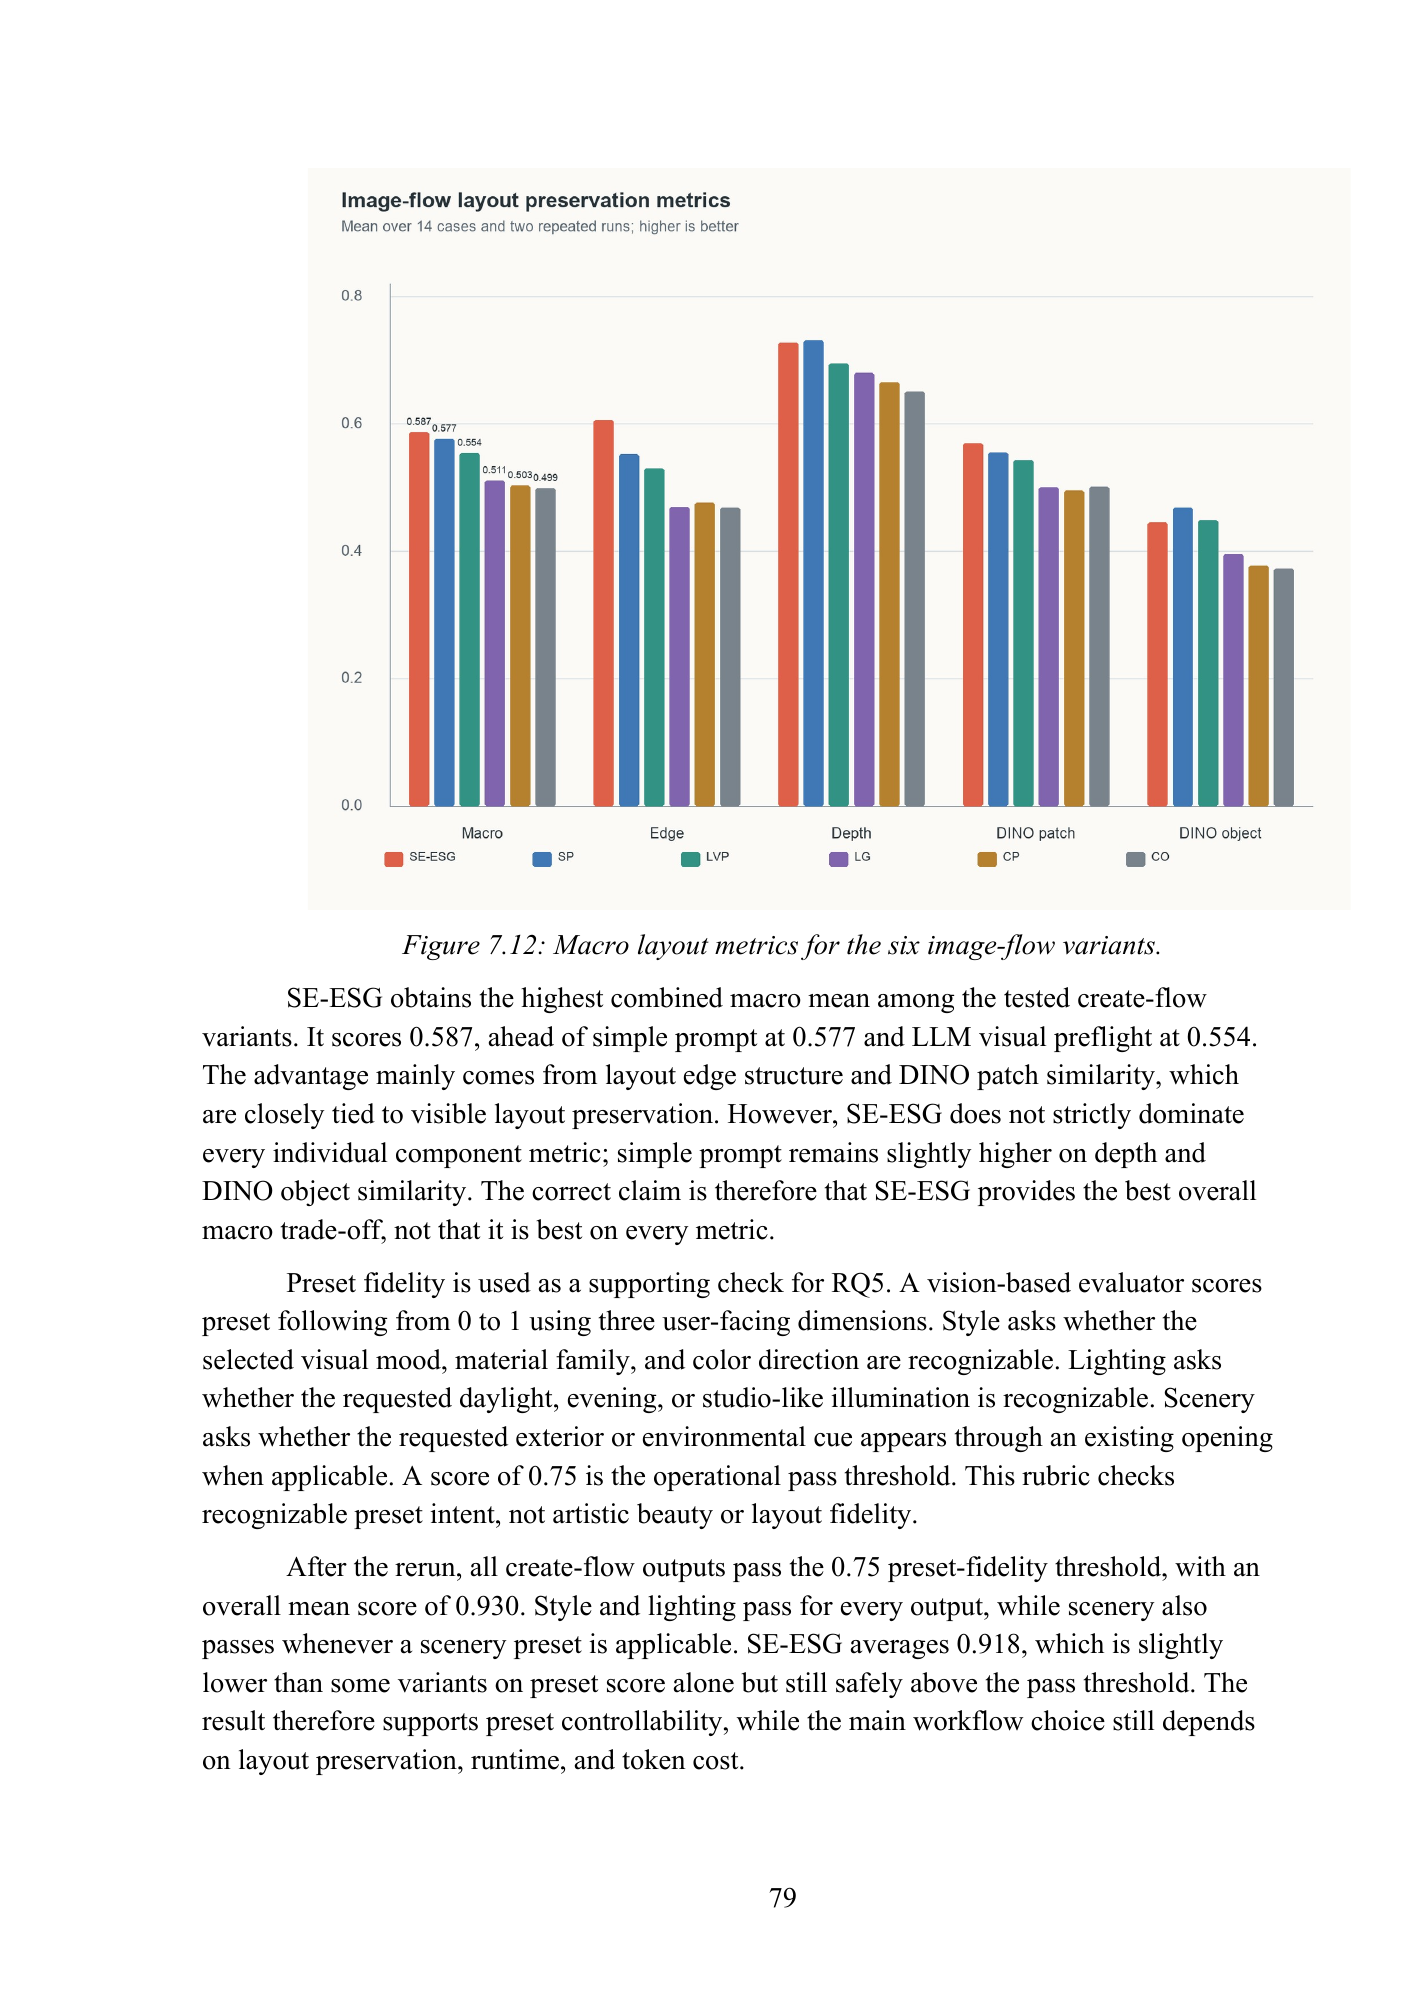 Image-flow layout preservation metrics
Mean over 14 cases and two repeated runs; higher is better
0.8
0.6
0.4
0.2
0.0
0.587
0.577
0.554
0.511
0.503
0.499
Macro
Edge
Depth
DINO patch
DINO object
SE-ESG
SP
LVP
LG
CP
CO
Figure 7.12: Macro layout metrics for the six image-flow variants.
SE-ESG obtains the highest combined macro mean among the tested create-flow
variants. It scores 0.587, ahead of simple prompt at 0.577 and LLM visual preflight at 0.554.
The advantage mainly comes from layout edge structure and DINO patch similarity, which
are closely tied to visible layout preservation. However, SE-ESG does not strictly dominate
every individual component metric; simple prompt remains slightly higher on depth and
DINO object similarity. The correct claim is therefore that SE-ESG provides the best overall
macro trade-off, not that it is best on every metric.
Preset fidelity is used as a supporting check for RQ5. A vision-based evaluator scores
preset following from 0 to 1 using three user-facing dimensions. Style asks whether the
selected visual mood, material family, and color direction are recognizable. Lighting asks
whether the requested daylight, evening, or studio-like illumination is recognizable. Scenery
asks whether the requested exterior or environmental cue appears through an existing opening
when applicable. A score of 0.75 is the operational pass threshold. This rubric checks
recognizable preset intent, not artistic beauty or layout fidelity.
After the rerun, all create-flow outputs pass the 0.75 preset-fidelity threshold, with an
overall mean score of 0.930. Style and lighting pass for every output, while scenery also
passes whenever a scenery preset is applicable. SE-ESG averages 0.918, which is slightly
lower than some variants on preset score alone but still safely above the pass threshold. The
result therefore supports preset controllability, while the main workflow choice still depends
on layout preservation, runtime, and token cost.
79